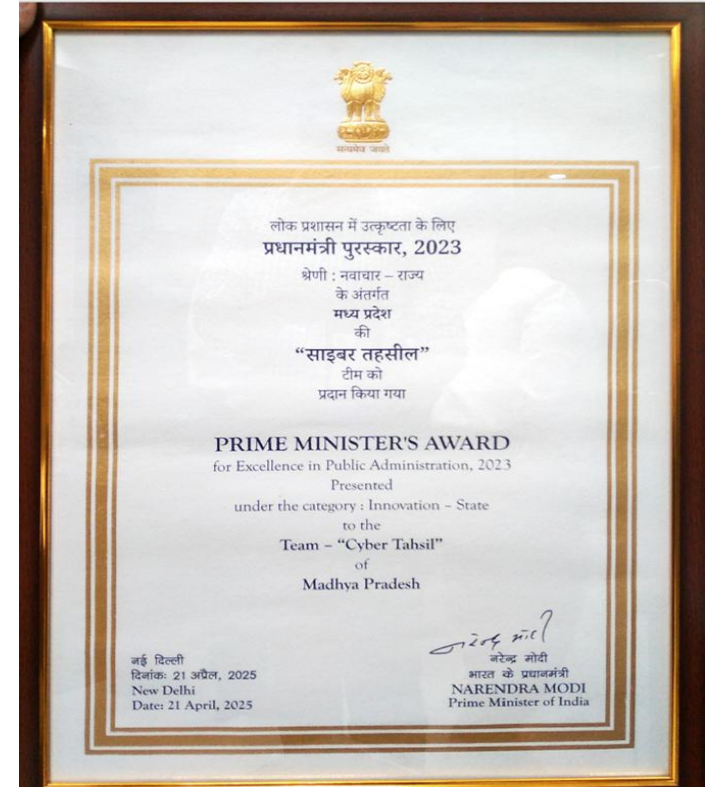 सत्यमेव जयते
लोक प्रशासन में उत्कृष्टता के लिए
प्रधानमंत्री पुरस्कार, 2023
श्रेणी : नवाचार – राज्य
के अंतर्गत
मध्य प्रदेश
की
“साइबर तहसील”
टीम को
प्रदान किया गया
PRIME MINISTER'S AWARD
for Excellence in Public Administration, 2023
Presented
under the category : Innovation – State
to the
Team – “Cyber Tahsil”
of
Madhya Pradesh
नई दिल्ली
दिनांकः 21 अप्रैल, 2025
New Delhi
Date: 21 April, 2025
नरेन्द्र मोदी
नरेन्द्र मोदी
भारत के प्रधानमंत्री
NARENDRA MODI
Prime Minister of India